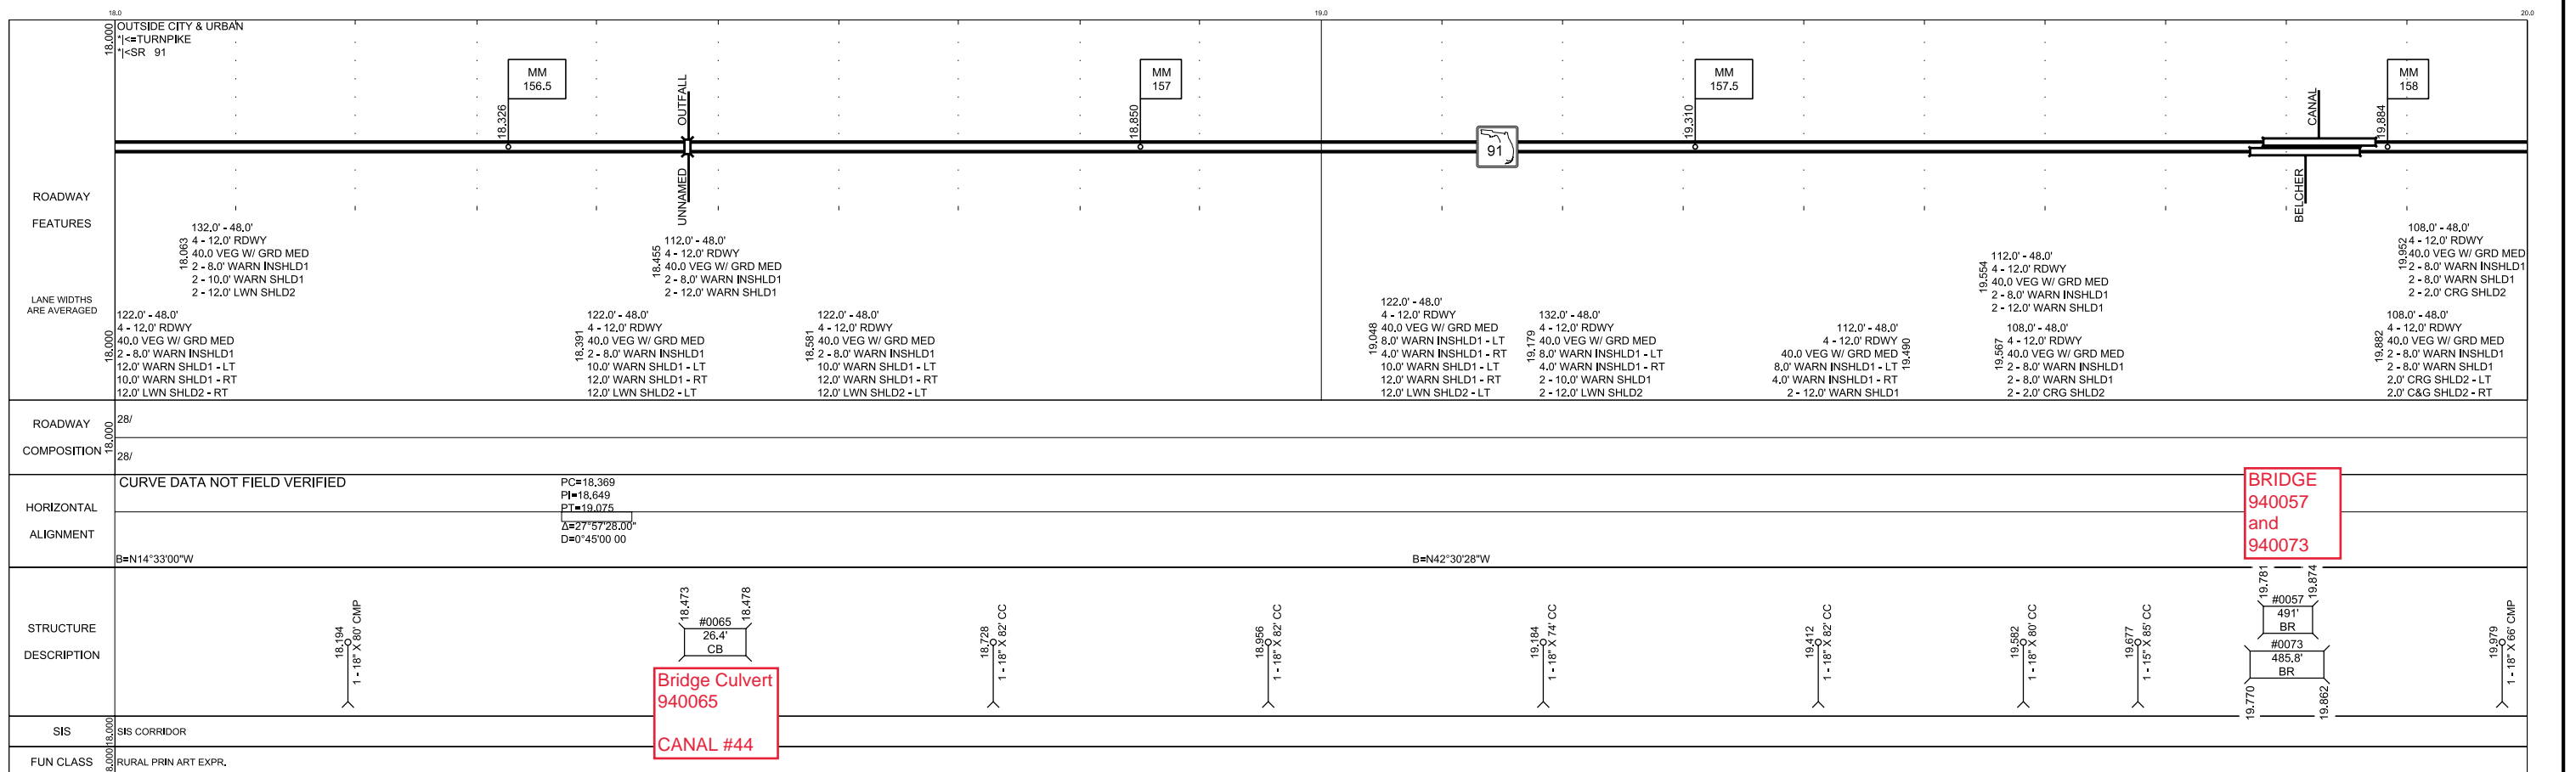 18.0
19.0
20.0
18.000
OUTSIDE CITY & URBAN
*|<=TURNPIKE
*|<SR 91
MM
156.5
18.326
OUTFALL
UNNAMED
MM
157
18.850
91
MM
157.5
19.310
CANAL
BELCHER
MM
158
19.884
ROADWAY
FEATURES
LANE WIDTHS
ARE AVERAGED
18.063
132.0' - 48.0'
4 - 12.0' RDWY
40.0 VEG W/ GRD MED
2 - 8.0' WARN INSHLD1
2 - 10.0' WARN SHLD1
2 - 12.0' LWN SHLD2
18.455
112.0' - 48.0'
4 - 12.0' RDWY
40.0 VEG W/ GRD MED
2 - 8.0' WARN INSHLD1
2 - 12.0' WARN SHLD1
19.554
112.0' - 48.0'
4 - 12.0' RDWY
40.0 VEG W/ GRD MED
2 - 8.0' WARN INSHLD1
2 - 12.0' WARN SHLD1
19.952
108.0' - 48.0'
4 - 12.0' RDWY
40.0 VEG W/ GRD MED
2 - 8.0' WARN INSHLD1
2 - 8.0' WARN SHLD1
2 - 2.0' CRG SHLD2
18.000
122.0' - 48.0'
4 - 12.0' RDWY
40.0 VEG W/ GRD MED
2 - 8.0' WARN INSHLD1
12.0' WARN SHLD1 - LT
10.0' WARN SHLD1 - RT
12.0' LWN SHLD2 - RT
18.391
122.0' - 48.0'
4 - 12.0' RDWY
40.0 VEG W/ GRD MED
2 - 8.0' WARN INSHLD1
10.0' WARN SHLD1 - LT
12.0' WARN SHLD1 - RT
12.0' LWN SHLD2 - LT
18.581
122.0' - 48.0'
4 - 12.0' RDWY
40.0 VEG W/ GRD MED
2 - 8.0' WARN INSHLD1
10.0' WARN SHLD1 - LT
12.0' WARN SHLD1 - RT
12.0' LWN SHLD2 - LT
19.048
122.0' - 48.0'
4 - 12.0' RDWY
40.0 VEG W/ GRD MED
8.0' WARN INSHLD1 - LT
4.0' WARN INSHLD1 - RT
10.0' WARN SHLD1 - LT
12.0' WARN SHLD1 - RT
12.0' LWN SHLD2 - LT
19.179
132.0' - 48.0'
4 - 12.0' RDWY
40.0 VEG W/ GRD MED
8.0' WARN INSHLD1 - LT
4.0' WARN INSHLD1 - RT
2 - 10.0' WARN SHLD1
2 - 12.0' LWN SHLD2
112.0' - 48.0'
4 - 12.0' RDWY
40.0 VEG W/ GRD MED
8.0' WARN INSHLD1 - LT
4.0' WARN INSHLD1 - RT
2 - 12.0' WARN SHLD1
19.490
19.567
108.0' - 48.0'
4 - 12.0' RDWY
40.0 VEG W/ GRD MED
2 - 8.0' WARN INSHLD1
2 - 8.0' WARN SHLD1
2 - 2.0' CRG SHLD2
19.882
108.0' - 48.0'
4 - 12.0' RDWY
40.0 VEG W/ GRD MED
2 - 8.0' WARN INSHLD1
2 - 8.0' WARN SHLD1
2.0' CRG SHLD2 - LT
2.0' C&G SHLD2 - RT
ROADWAY
COMPOSITION
18.000
28/
28/
HORIZONTAL
ALIGNMENT
CURVE DATA NOT FIELD VERIFIED
PC=18.369
PI=18.649
PT=19.075
Δ=27°57'28.00"
D=0°45'00 00
B=N14°33'00"W
B=N42°30'28"W
BRIDGE
940057
and
940073
STRUCTURE
DESCRIPTION
18.194
1 - 18" X 80' CMP
18.473
18.478
#0065
26.4'
CB
Bridge Culvert
940065
CANAL #44
18.728
1 - 18" X 82' CC
18.956
1 - 18" X 82' CC
19.184
1 - 18" X 74' CC
19.412
1 - 18" X 82' CC
19.582
1 - 18" X 80' CC
19.677
1 - 15" X 85' CC
19.781
19.874
#0057
491'
BR
#0073
485.8'
BR
19.770
19.862
19.979
1 - 18" X 66' CMP
SIS
18.000
SIS CORRIDOR
FUN CLASS
8.000
RURAL PRIN ART EXPR.